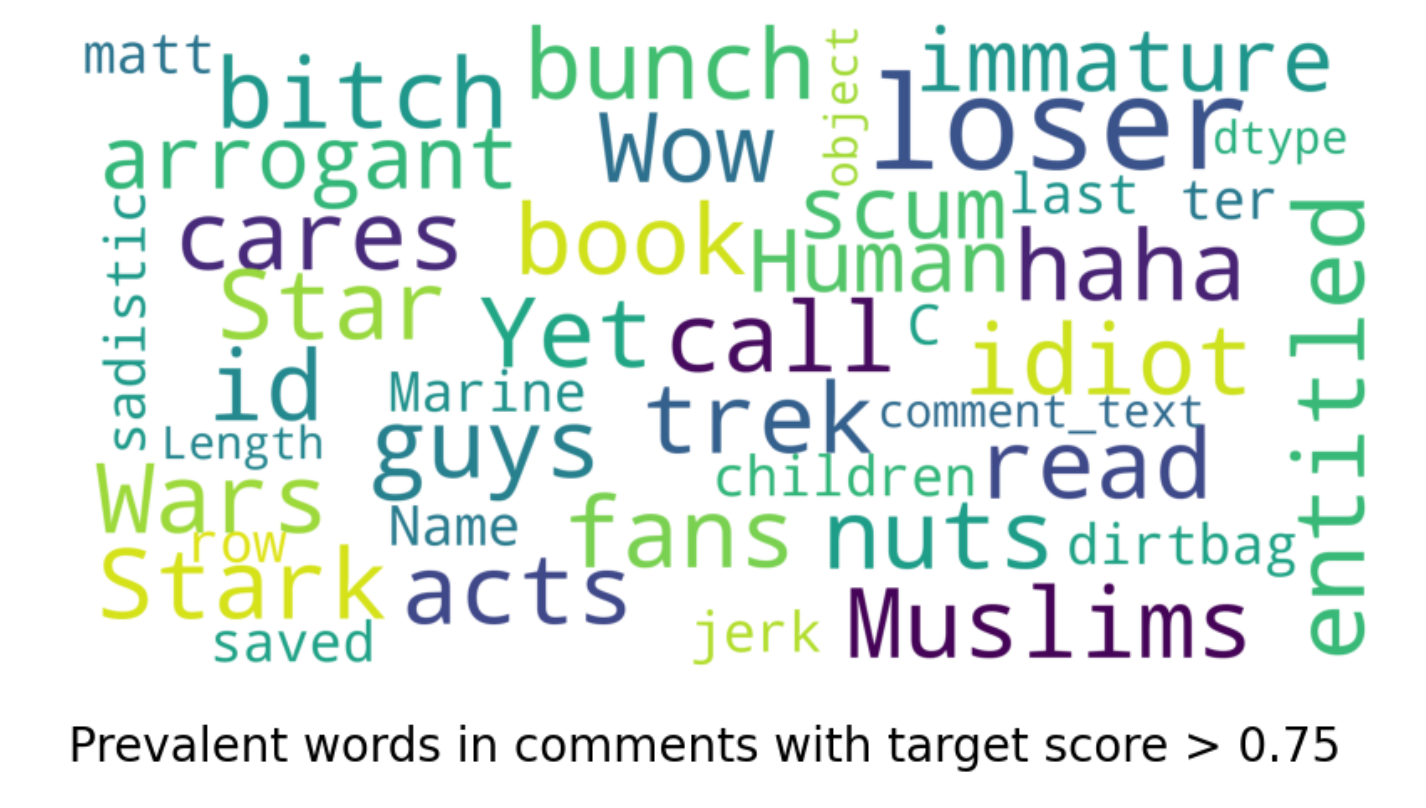 matt
bitch
bunch
object
immature
loser
dtype
arrogant
Wow
scum
last
ter
sadistic
cares
book
Human
haha
entitled
Star
Yet
call
C
idiot
id
Marine
trek
comment_text
Length
guys
children
read
Wars
row
Name
fans
nuts
dirtbag
Stark
acts
saved
jerk
Muslims
Prevalent words in comments with target score > 0.75